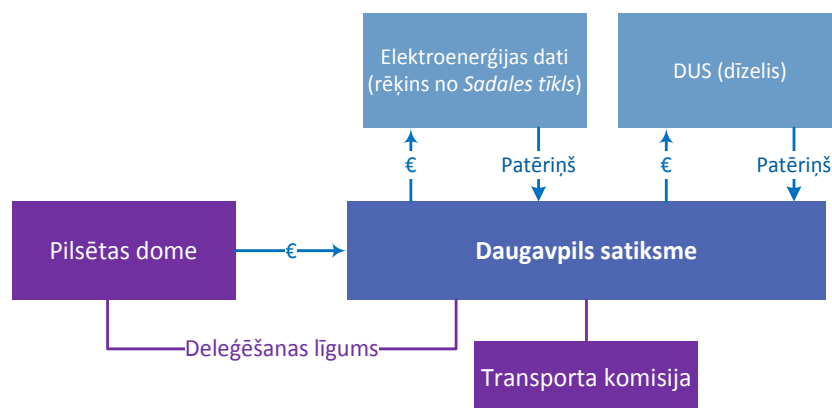 Elektroenerģijas dati
(rēķins no Sadales tīkls)
DUS (dīzelis)
€
Patēriņš
€
Patēriņš
Pilsētas dome
€
Daugavpils satiksme
Deleģēšanas līgums
Transporta komisija